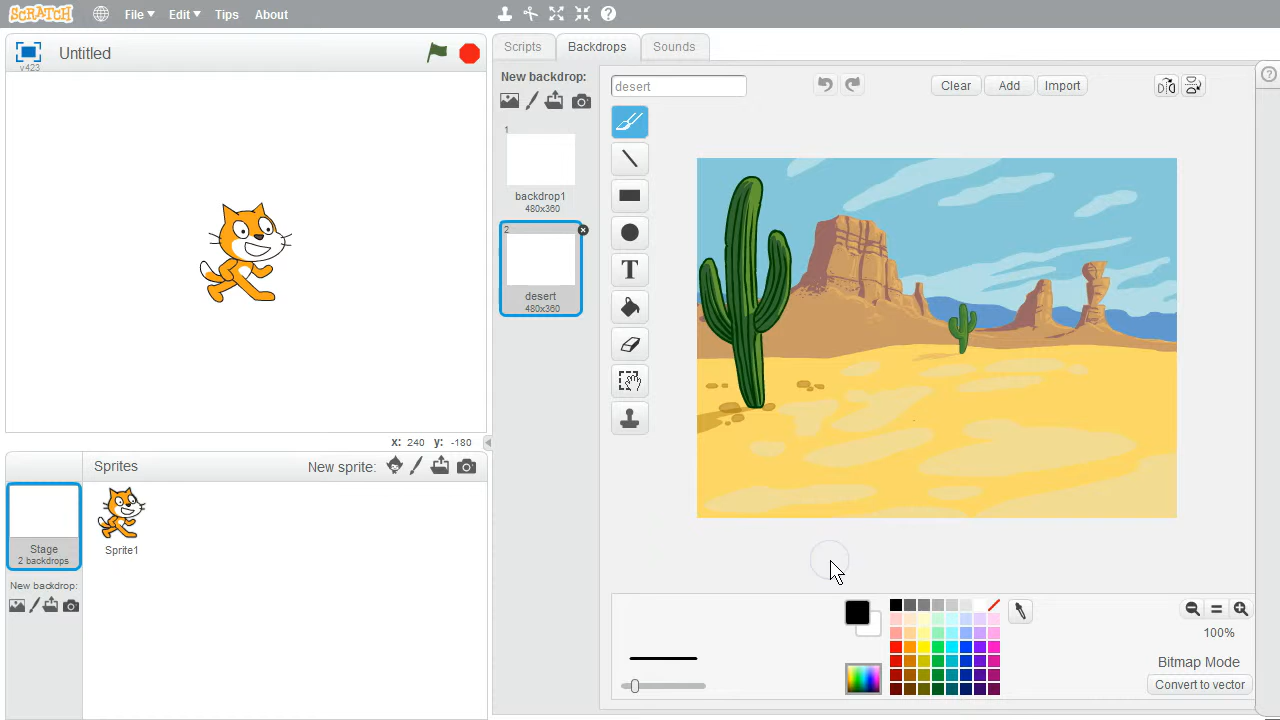 SCRATCH File Edit Tips About
Untitled
v423
Scripts Backdrops Sounds
New backdrop:
desert
Clear Add Import
1
backdrop1
480x360
2
desert
480x360
T
x: 240 y: -180
Sprites
New sprite:
Stage
2 backdrops
Sprite1
New backdrop:
100%
Bitmap Mode
Convert to vector